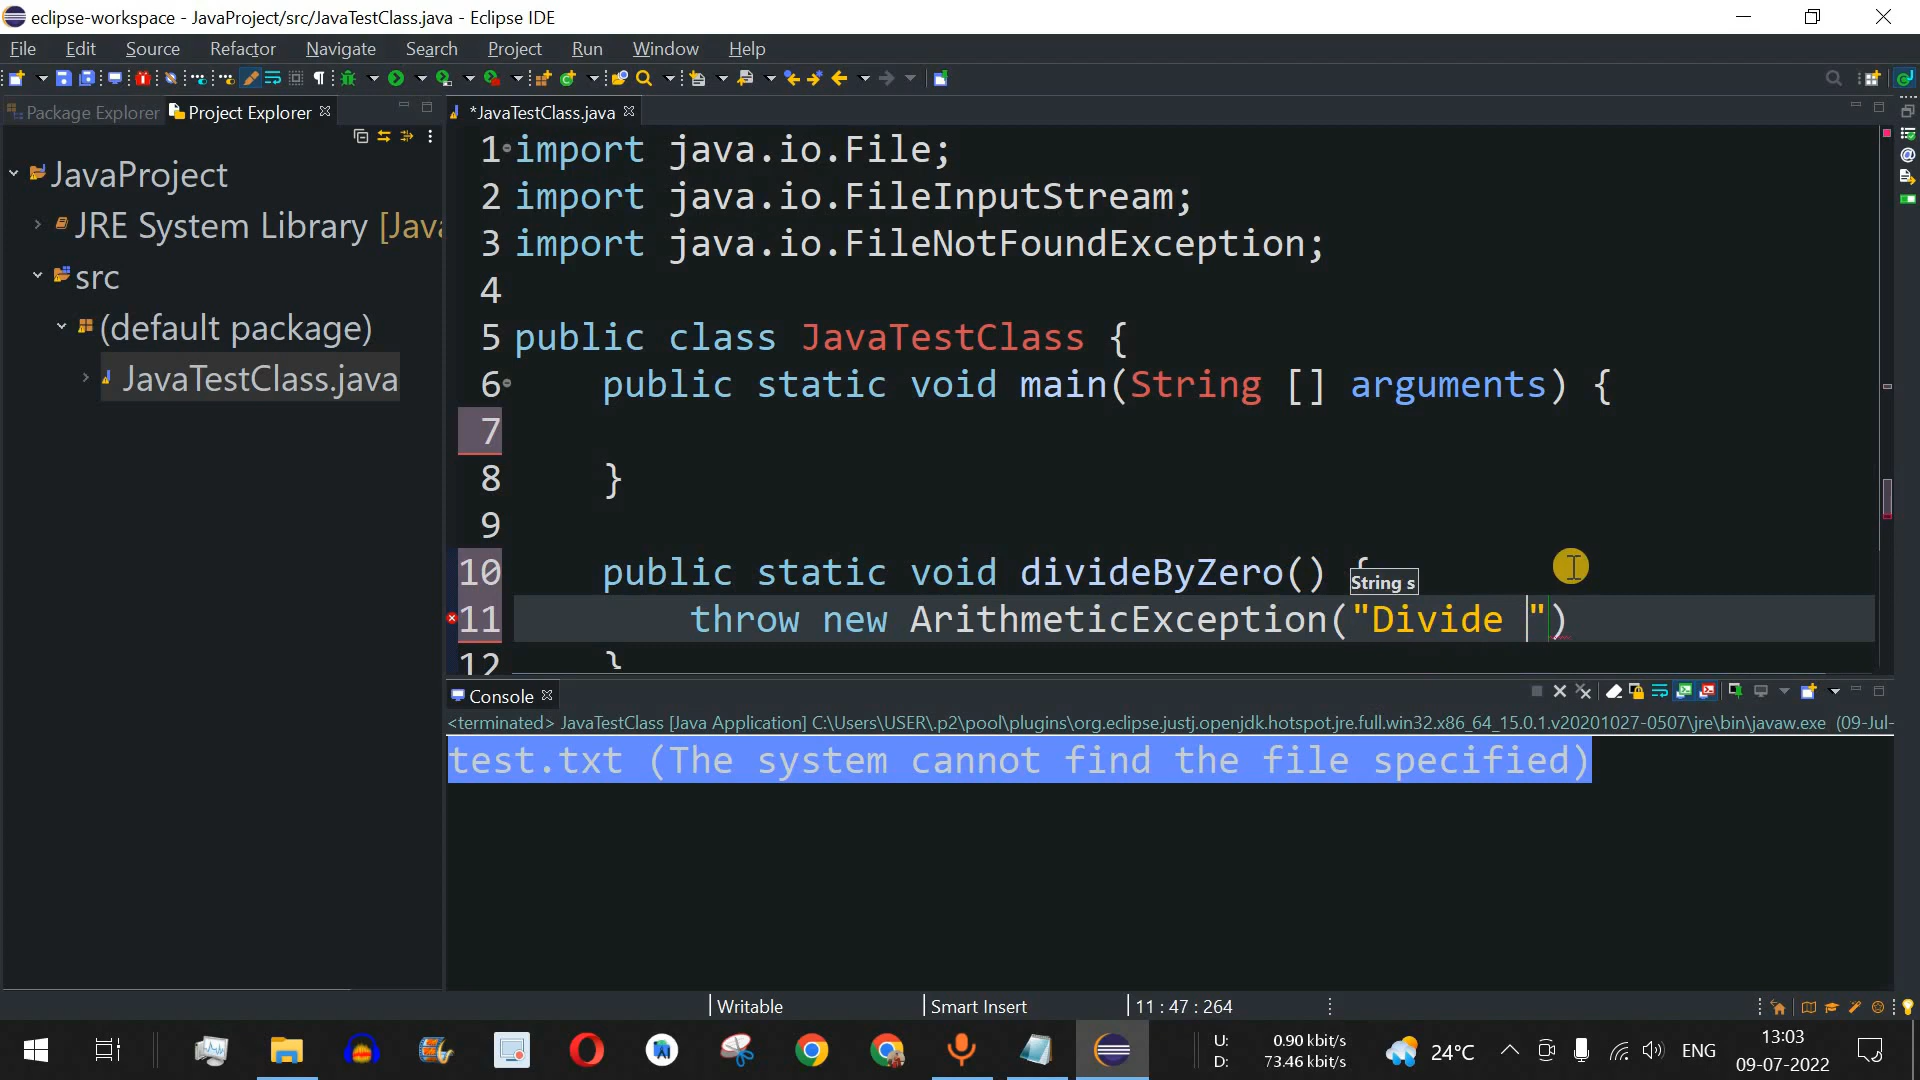 eclipse-workspace - JavaProject/src/JavaTestClass.java - Eclipse IDE
File Edit Source Refactor Navigate Search Project Run Window Help
Package Explorer Project Explorer
*JavaTestClass.java
JavaProject
JRE System Library [Java
src
(default package)
JavaTestClass.java
1 import java.io.File;
2 import java.io.FileInputStream;
3 import java.io.FileNotFoundException;
4
5 public class JavaTestClass {
6 public static void main(String [] arguments) {
7
8 }
9
10 public static void divideByZero() {
String s
11 throw new ArithmeticException("Divide ")
12 }
Console
<terminated> JavaTestClass [Java Application] C:\Users\USER\.p2\pool\plugins\org.eclipse.justj.openjdk.hotspot.jre.full.win32.x86_64_15.0.1.v20201027-0507\jre\bin\javaw.exe (09-Jul-
test.txt (The system cannot find the file specified)
Writable Smart Insert 11 : 47 : 264
U: 0.90 kbit/s
D: 73.46 kbit/s
24°C
ENG
13:03
09-07-2022